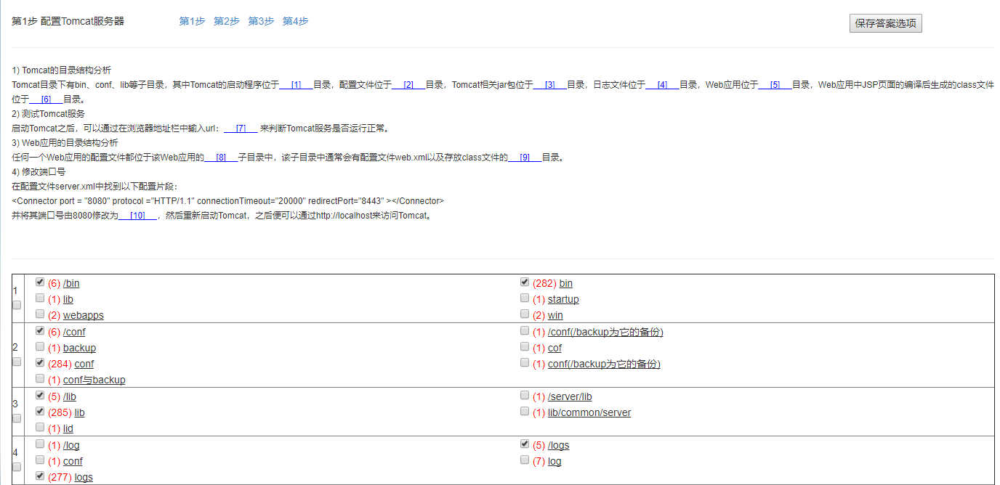 第1步 配置Tomcat服务器 第1步 第2步 第3步 第4步 保存答案选项
1) Tomcat的目录结构分析
Tomcat目录下有bin、conf、lib等子目录，其中Tomcat的启动程序位于 [1] 目录，配置文件位于 [2] 目录，Tomcat相关jar包位于 [3] 目录，日志文件位于 [4] 目录，Web应用位于 [5] 目录，Web应用中JSP页面的编译后生成的class文件
位于 [6] 目录。
2) 测试Tomcat服务
启动Tomcat之后，可以通过在浏览器地址栏中输入url： [7] 来判断Tomcat服务是否运行正常。
3) Web应用的目录结构分析
任何一个Web应用的配置文件都位于该Web应用的 [8] 子目录中，该子目录中通常会有配置文件web.xml以及存放class文件的 [9] 目录。
4) 修改端口号
在配置文件server.xml中找到以下配置片段：
<Connector port = "8080" protocol ="HTTP/1.1" connectionTimeout="20000" redirectPort="8443" ></Connector>
并将其端口号由8080修改为 [10] ，然后重新启动Tomcat，之后便可以通过http://localhost来访问Tomcat。
1
(6) /bin (282) bin
(1) lib (1) startup
(2) webapps (2) win
2
(6) /conf (1) /conf(/backup为它的备份)
(1) backup (1) cof
(284) conf (1) conf(/backup为它的备份)
(1) conf与backup
3
(5) /lib (1) /server/lib
(285) lib (1) lib/common/server
(1) lid
4
(1) /log (5) /logs
(1) conf (7) log
(277) logs